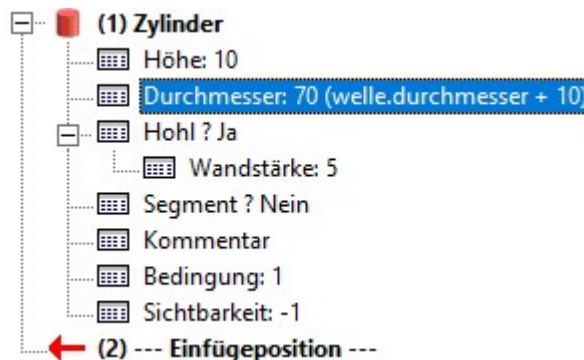 (1) Zylinder
Höhe: 10
Durchmesser: 70 (welle.durchmesser + 10)
Hohl ? Ja
Wandstärke: 5
Segment ? Nein
Kommentar
Bedingung: 1
Sichtbarkeit: -1
(2) --- Einfügeposition ---